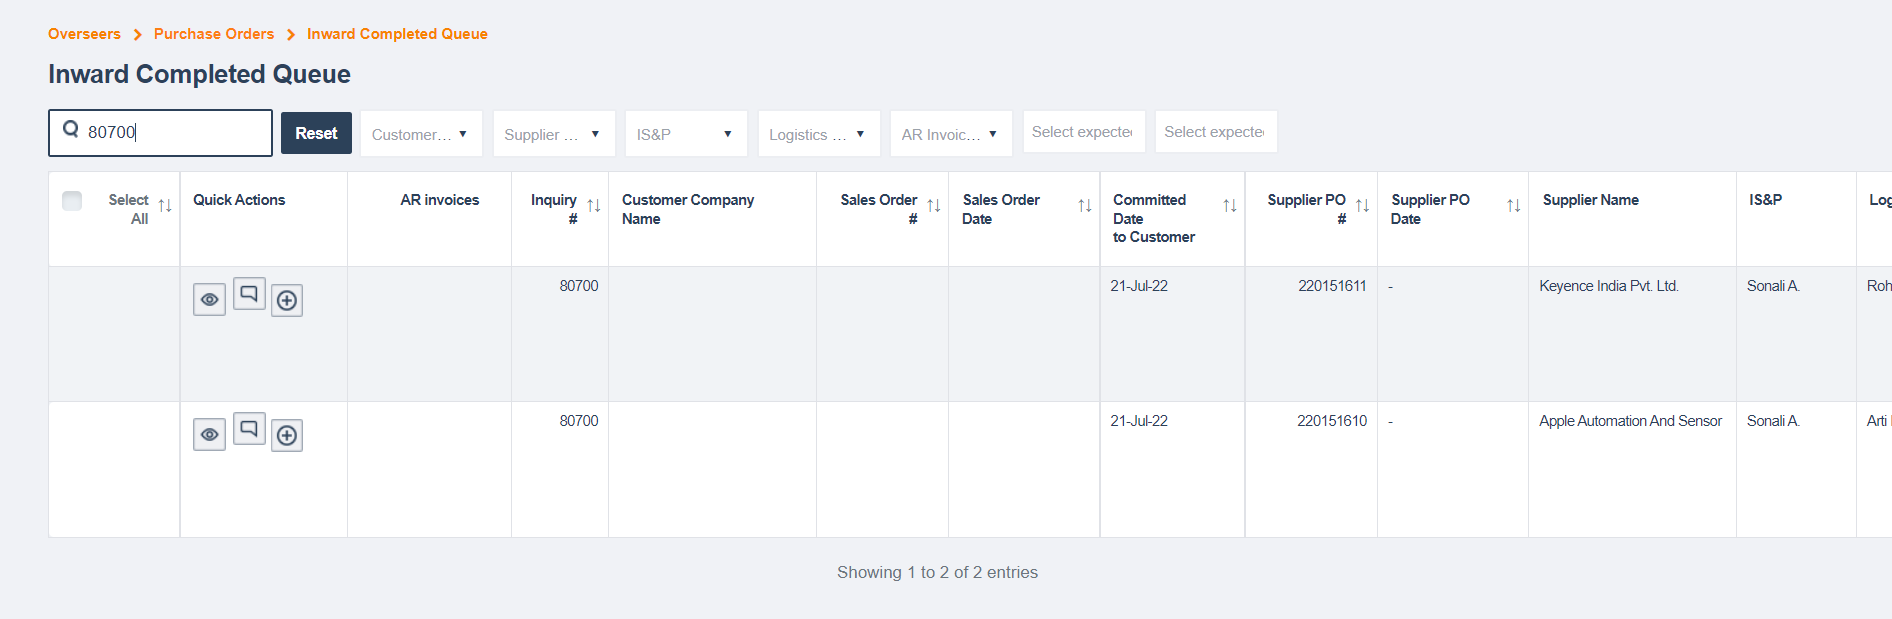 Overseers > Purchase Orders > Inward Completed Queue
Inward Completed Queue
80700 Reset Customer... Supplier ... IS&P Logistics ... AR Invoic... Select expected Select expected
Select All Quick Actions AR invoices Inquiry # Customer Company Name Sales Order # Sales Order Date Committed Date to Customer Supplier PO # Supplier PO Date Supplier Name IS&P Log
80700 21-Jul-22 220151611 - Keyence India Pvt. Ltd. Sonali A. Roh
80700 21-Jul-22 220151610 - Apple Automation And Sensor Sonali A. Arti
Showing 1 to 2 of 2 entries